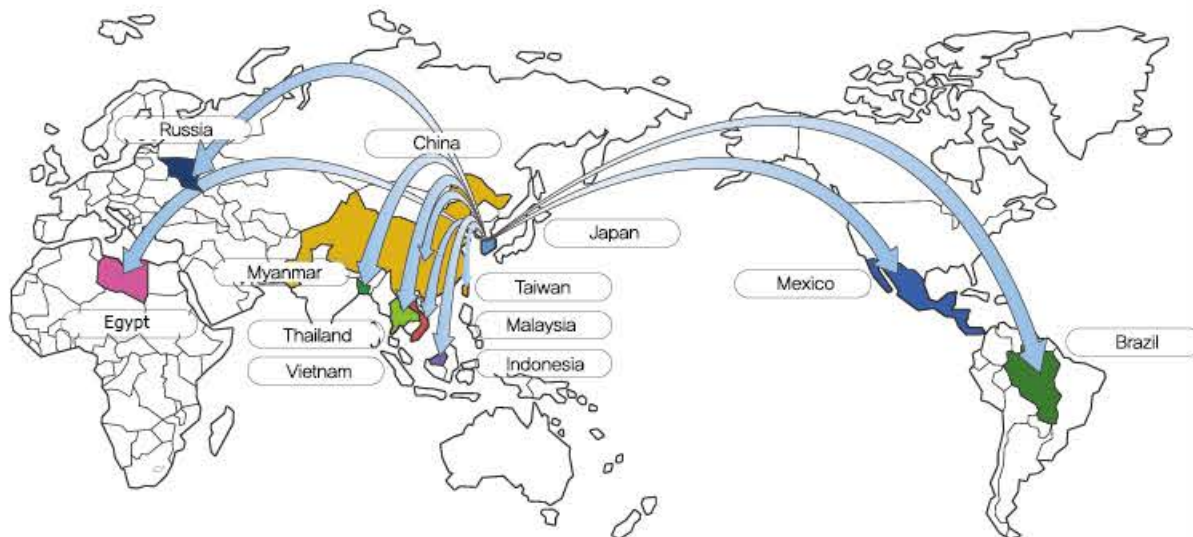 Russia
China
Japan
Myanmar
Taiwan
Mexico
Egypt
Thailand
Malaysia
Brazil
Vietnam
Indonesia